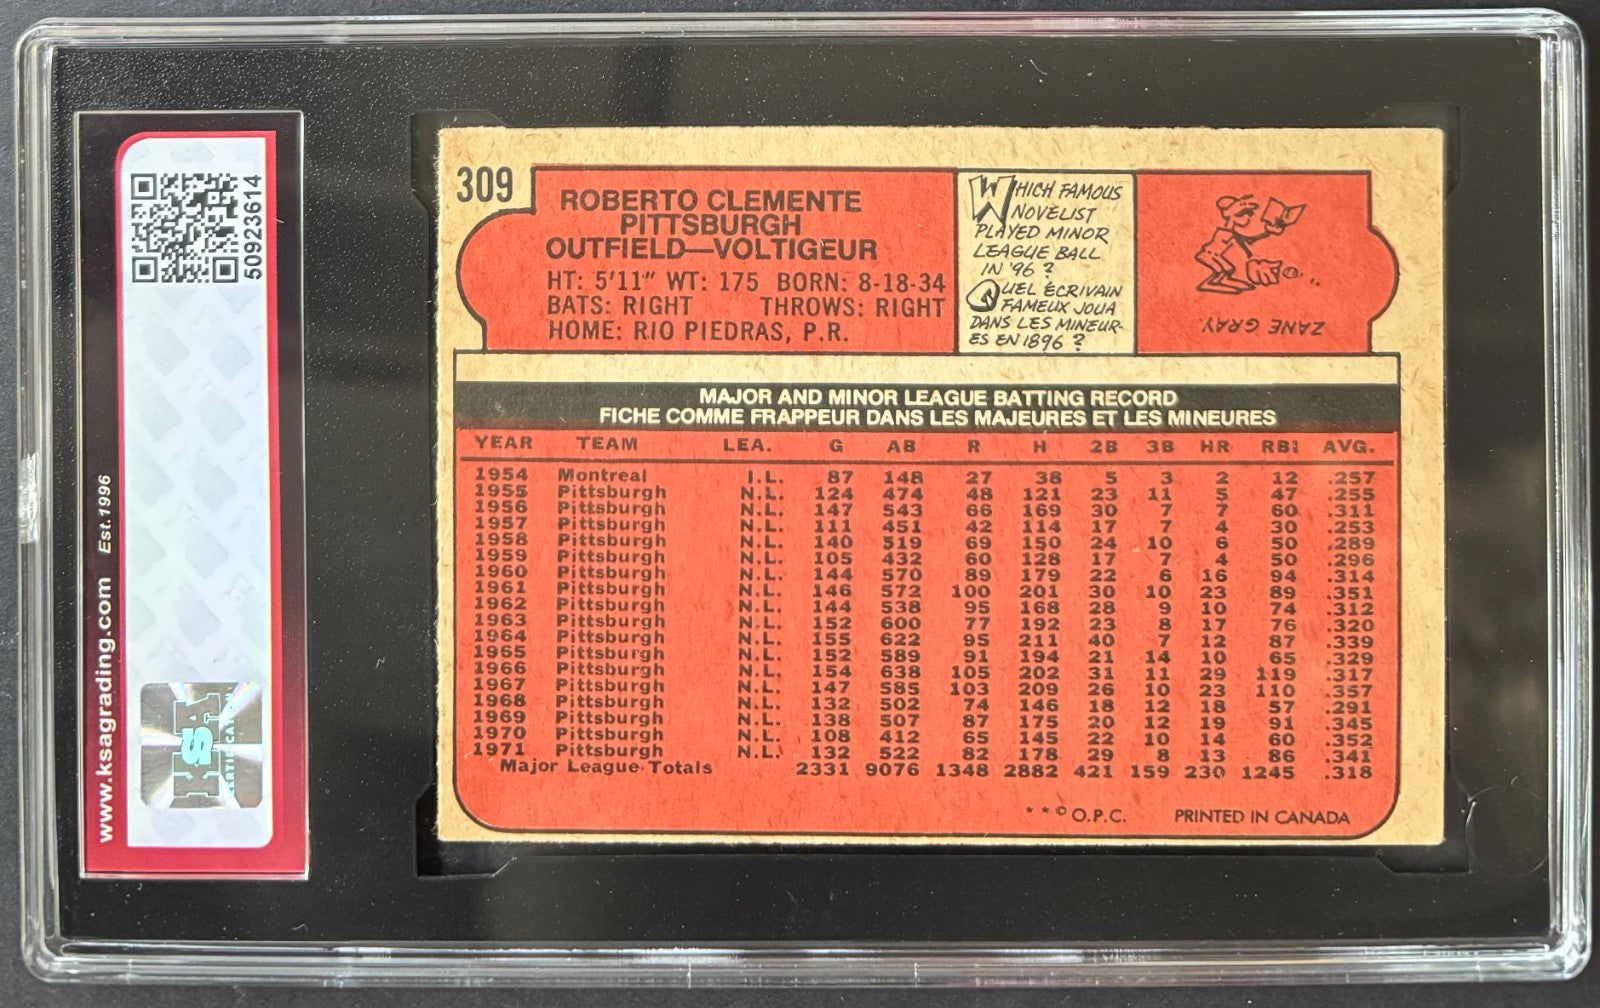 50923614
www.ksagrading.com Est.1996
KSA
CERTIFICATION
309
ROBERTO CLEMENTE
PITTSBURGH
OUTFIELD—VOLTIGEUR
HT: 5'11" WT: 175 BORN: 8-18-34
BATS: RIGHT THROWS: RIGHT
HOME: RIO PIEDRAS, P.R.
WHICH FAMOUS
NOVELIST
PLAYED MINOR
LEAGUE BALL
IN '96?
QUEL ECRIVAIN
FAMEUX JOUA
DANS LES MINEUR-
ES EN 1896?
ZANE GRAY.
MAJOR AND MINOR LEAGUE BATTING RECORD
FICHE COMME FRAPPEUR DANS LES MAJEURES ET LES MINEURES
YEAR TEAM LEA. G AB R H 2B 3B HR RBI AVG.
1954 Montreal I.L. 87 148 27 38 5 3 2 12 .257
1955 Pittsburgh N.L. 124 474 48 121 23 11 5 47 .255
1956 Pittsburgh N.L. 147 543 66 169 30 7 7 60 .311
1957 Pittsburgh N.L. 111 451 42 114 17 7 4 30 .253
1958 Pittsburgh N.L. 140 519 69 150 24 10 6 50 .289
1959 Pittsburgh N.L. 105 432 60 128 17 7 4 50 .296
1960 Pittsburgh N.L. 144 570 89 179 22 6 16 94 .314
1961 Pittsburgh N.L. 146 572 100 201 30 10 23 89 .351
1962 Pittsburgh N.L. 144 538 95 168 28 9 10 74 .312
1963 Pittsburgh N.L. 152 600 77 192 23 8 17 76 .320
1964 Pittsburgh N.L. 155 622 95 211 40 7 12 87 .339
1965 Pittsburgh N.L. 152 589 91 194 21 14 10 65 .329
1966 Pittsburgh N.L. 154 638 105 202 31 11 29 119 .317
1967 Pittsburgh N.L. 147 585 103 209 26 10 23 110 .357
1968 Pittsburgh N.L. 132 502 74 146 18 12 18 57 .291
1969 Pittsburgh N.L. 138 507 87 175 20 12 19 91 .345
1970 Pittsburgh N.L. 108 412 65 145 22 10 14 60 .352
1971 Pittsburgh N.L. 132 522 82 178 29 8 13 86 .341
Major League Totals 2331 9076 1348 2882 421 159 230 1245 .318
* * © O.P.C. PRINTED IN CANADA